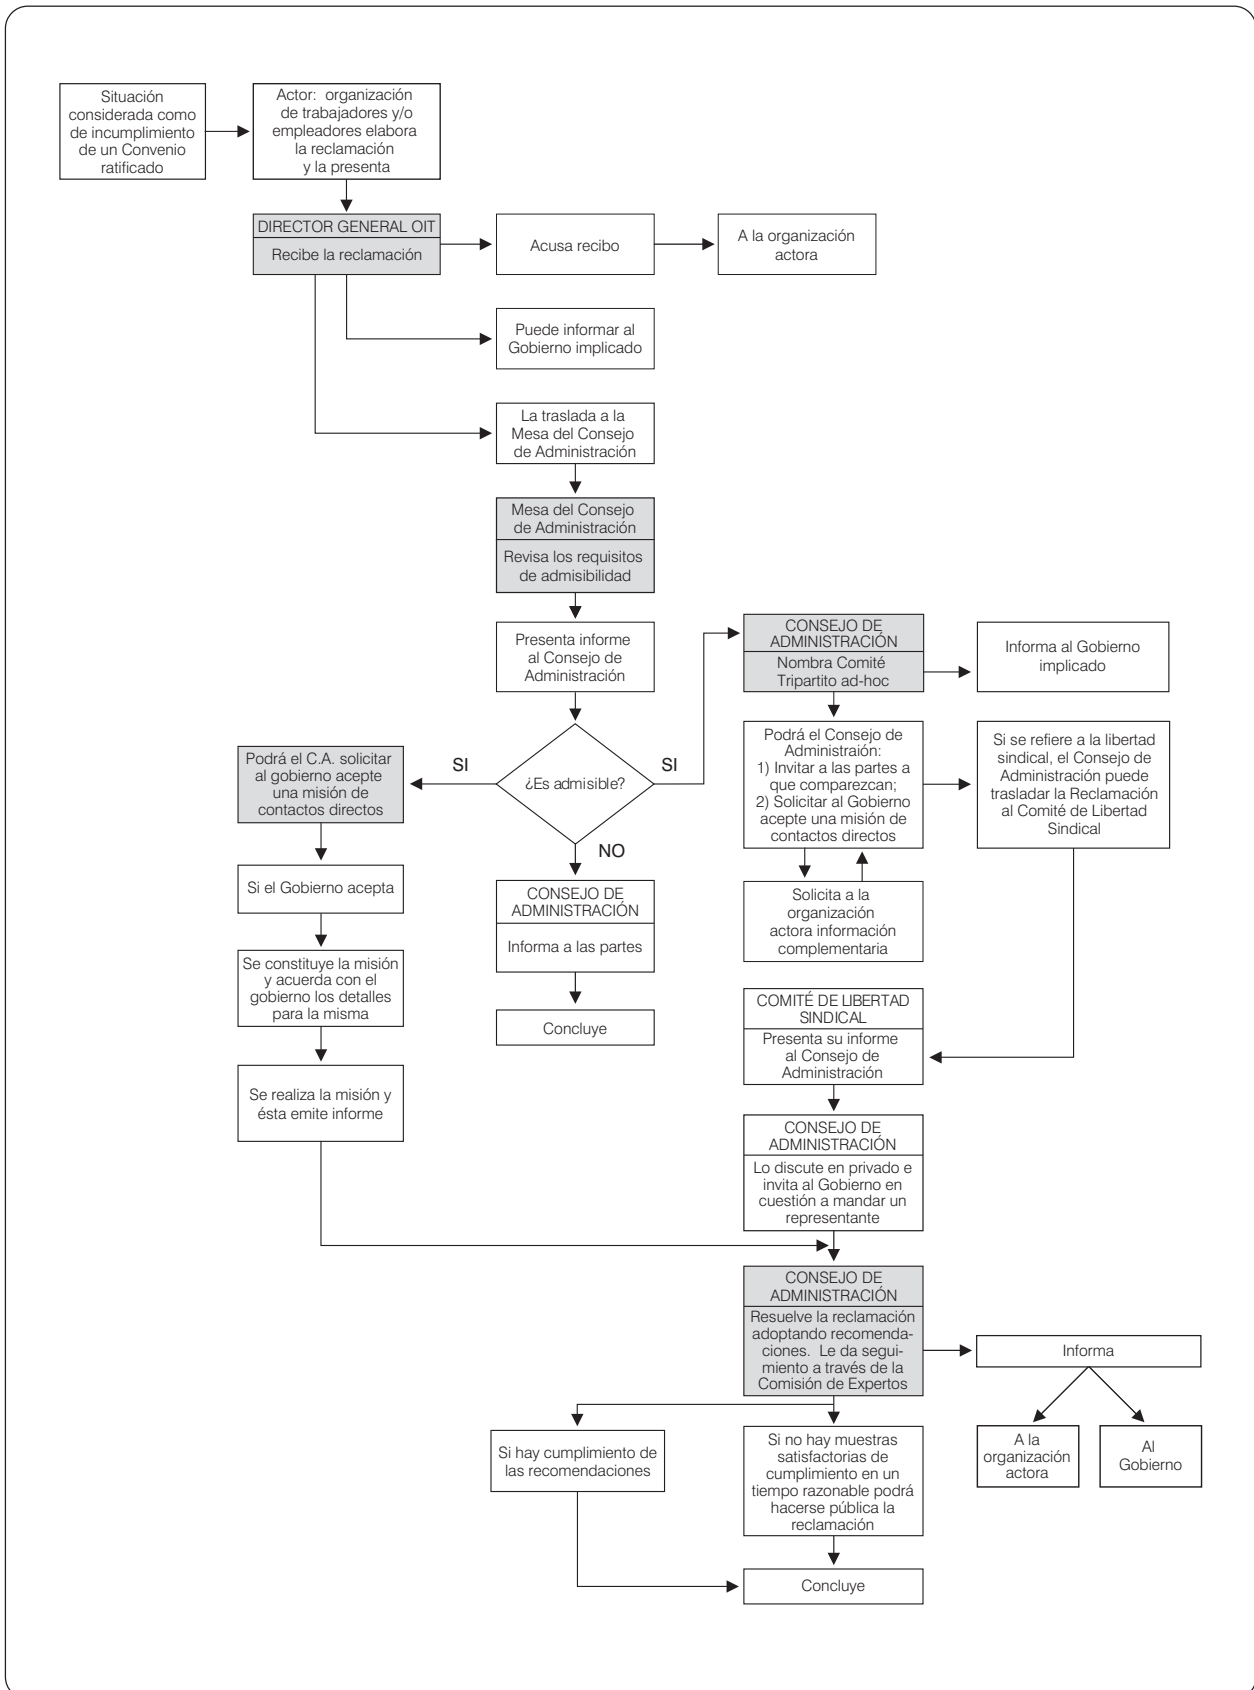 Situación
considerada como
de incumplimiento
de un Convenio
ratificado
Actor: organización
de trabajadores y/o
empleadores elabora
la reclamación
y la presenta
DIRECTOR GENERAL OIT
Recibe la reclamación
Acusa recibo
A la organización
actora
Puede informar al
Gobierno implicado
La traslada a la
Mesa del Consejo
de Administración
Mesa del Consejo
de Administración
Revisa los requisitos
de admisibilidad
Presenta informe
al Consejo de
Administración
CONSEJO DE
ADMINISTRACIÓN
Nombra Comité
Tripartito ad-hoc
Informa al Gobierno
implicado
Podrá el C.A. solicitar
al gobierno acepte
una misión de
contactos directos
SI
¿Es admisible?
SI
NO
Podrá el Consejo de
Administraión:
1) Invitar a las partes a
que comparezcan;
2) Solicitar al Gobierno
acepte una misión de
contactos directos
Si se refiere a la libertad
sindical, el Consejo de
Administración puede
trasladar la Reclamación
al Comité de Libertad
Sindical
Si el Gobierno acepta
CONSEJO DE
ADMINISTRACIÓN
Informa a las partes
Solicita a la
organización
actora información
complementaria
Se constituye la misión
y acuerda con el
gobierno los detalles
para la misma
Concluye
COMITÉ DE LIBERTAD
SINDICAL
Presenta su informe
al Consejo de
Administración
Se realiza la misión y
ésta emite informe
CONSEJO DE
ADMINISTRACIÓN
Lo discute en privado e
invita al Gobierno en
cuestión a mandar un
representante
CONSEJO DE
ADMINISTRACIÓN
Resuelve la reclamación
adoptando recomenda-
ciones. Le da segui-
miento a través de la
Comisión de Expertos
Informa
A la
organización
actora
Al
Gobierno
Si hay cumplimiento de
las recomendaciones
Si no hay muestras
satisfactorias de
cumplimiento en un
tiempo razonable podrá
hacerse pública la
reclamación
Concluye